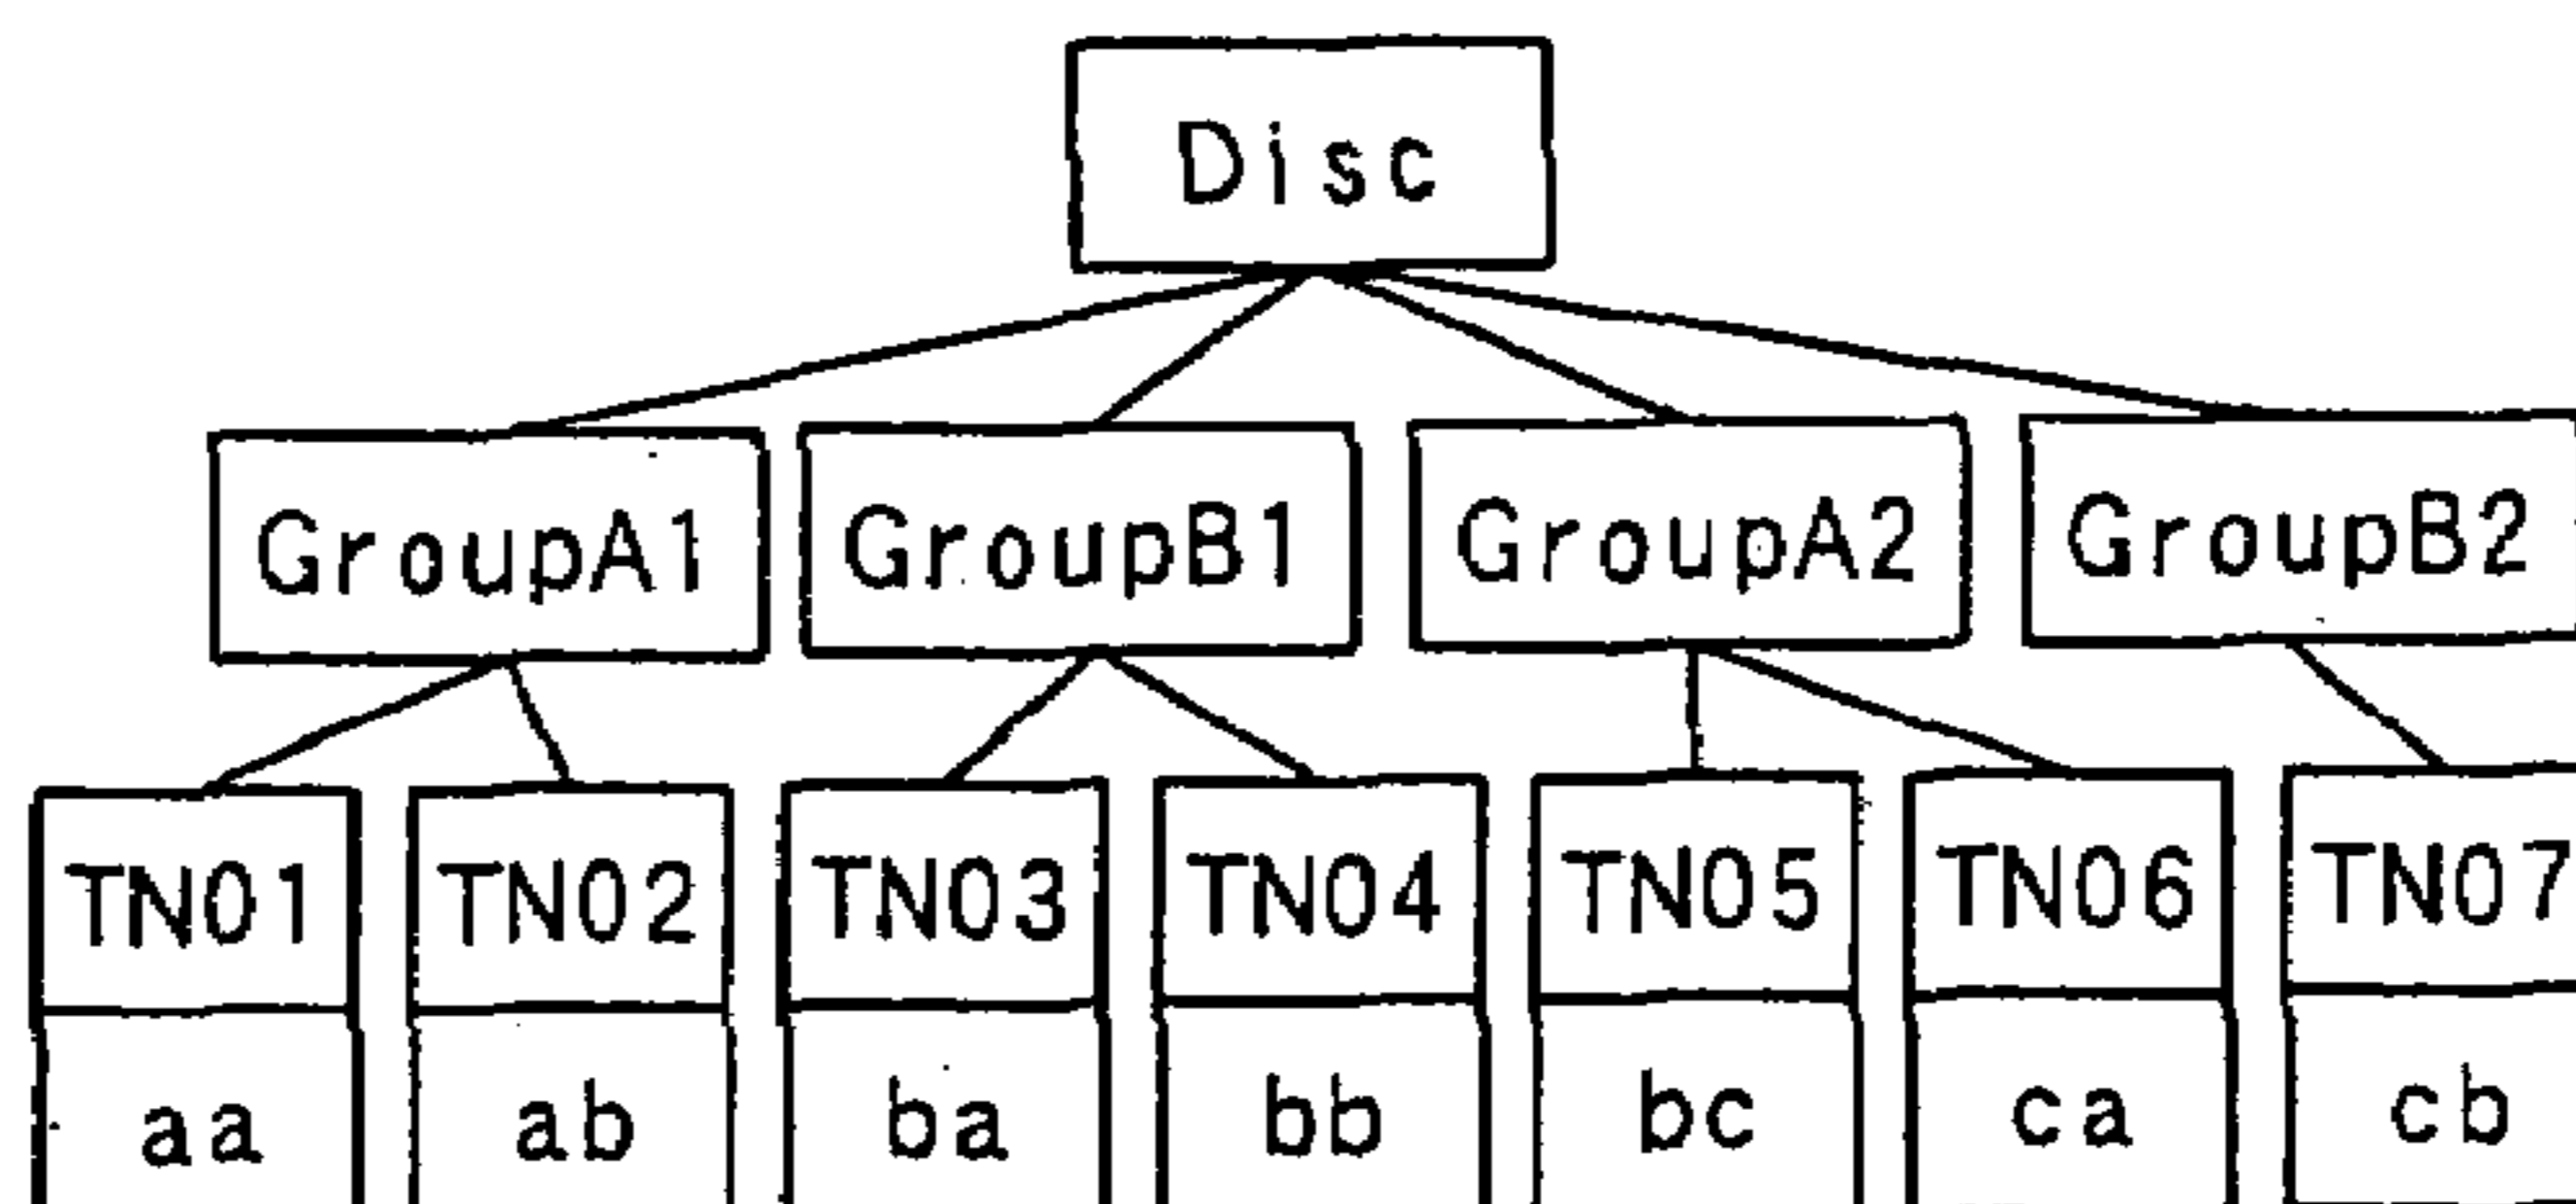 Disc
GroupA1 GroupB1 GroupA2 GroupB2
TN01 TN02 TN03 TN04 TN05 TN06 TN07
aa ab ba bb bc ca cb